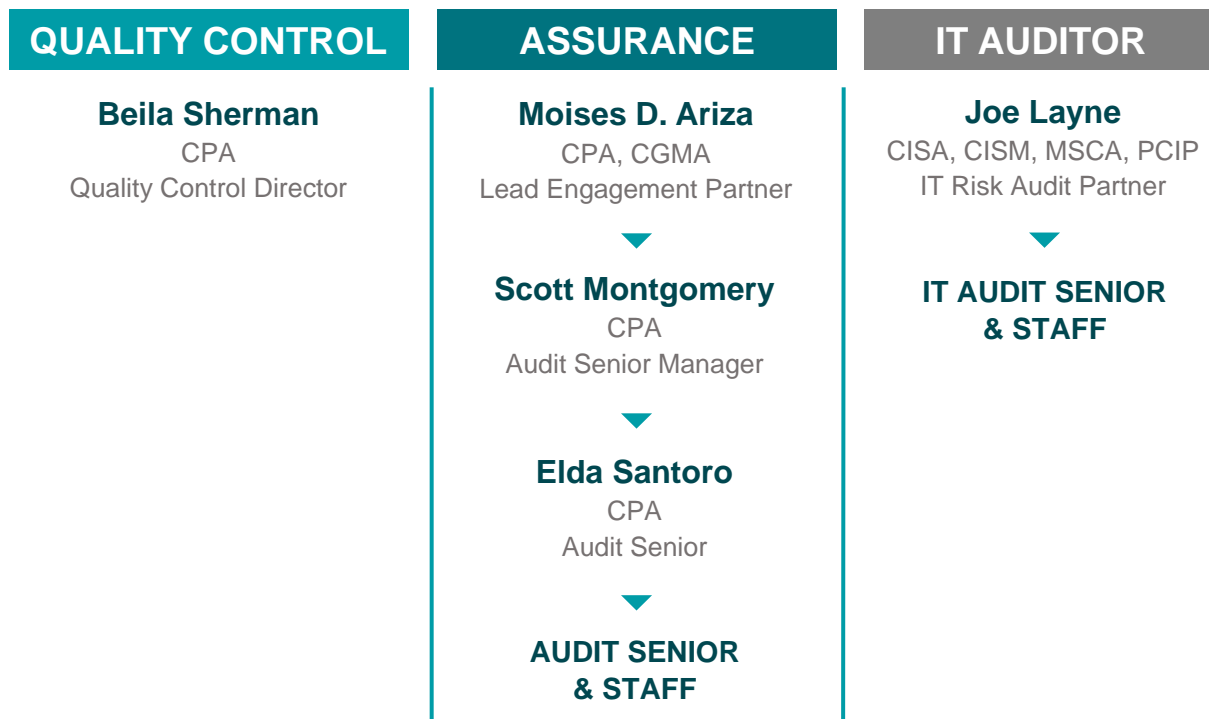 QUALITY CONTROL
Beila Sherman
CPA
Quality Control Director
ASSURANCE
Moises D. Ariza
CPA, CGMA
Lead Engagement Partner
Scott Montgomery
CPA
Audit Senior Manager
Elda Santoro
CPA
Audit Senior
AUDIT SENIOR
& STAFF
IT AUDITOR
Joe Layne
CISA, CISM, MSCA, PCIP
IT Risk Audit Partner
IT AUDIT SENIOR
& STAFF